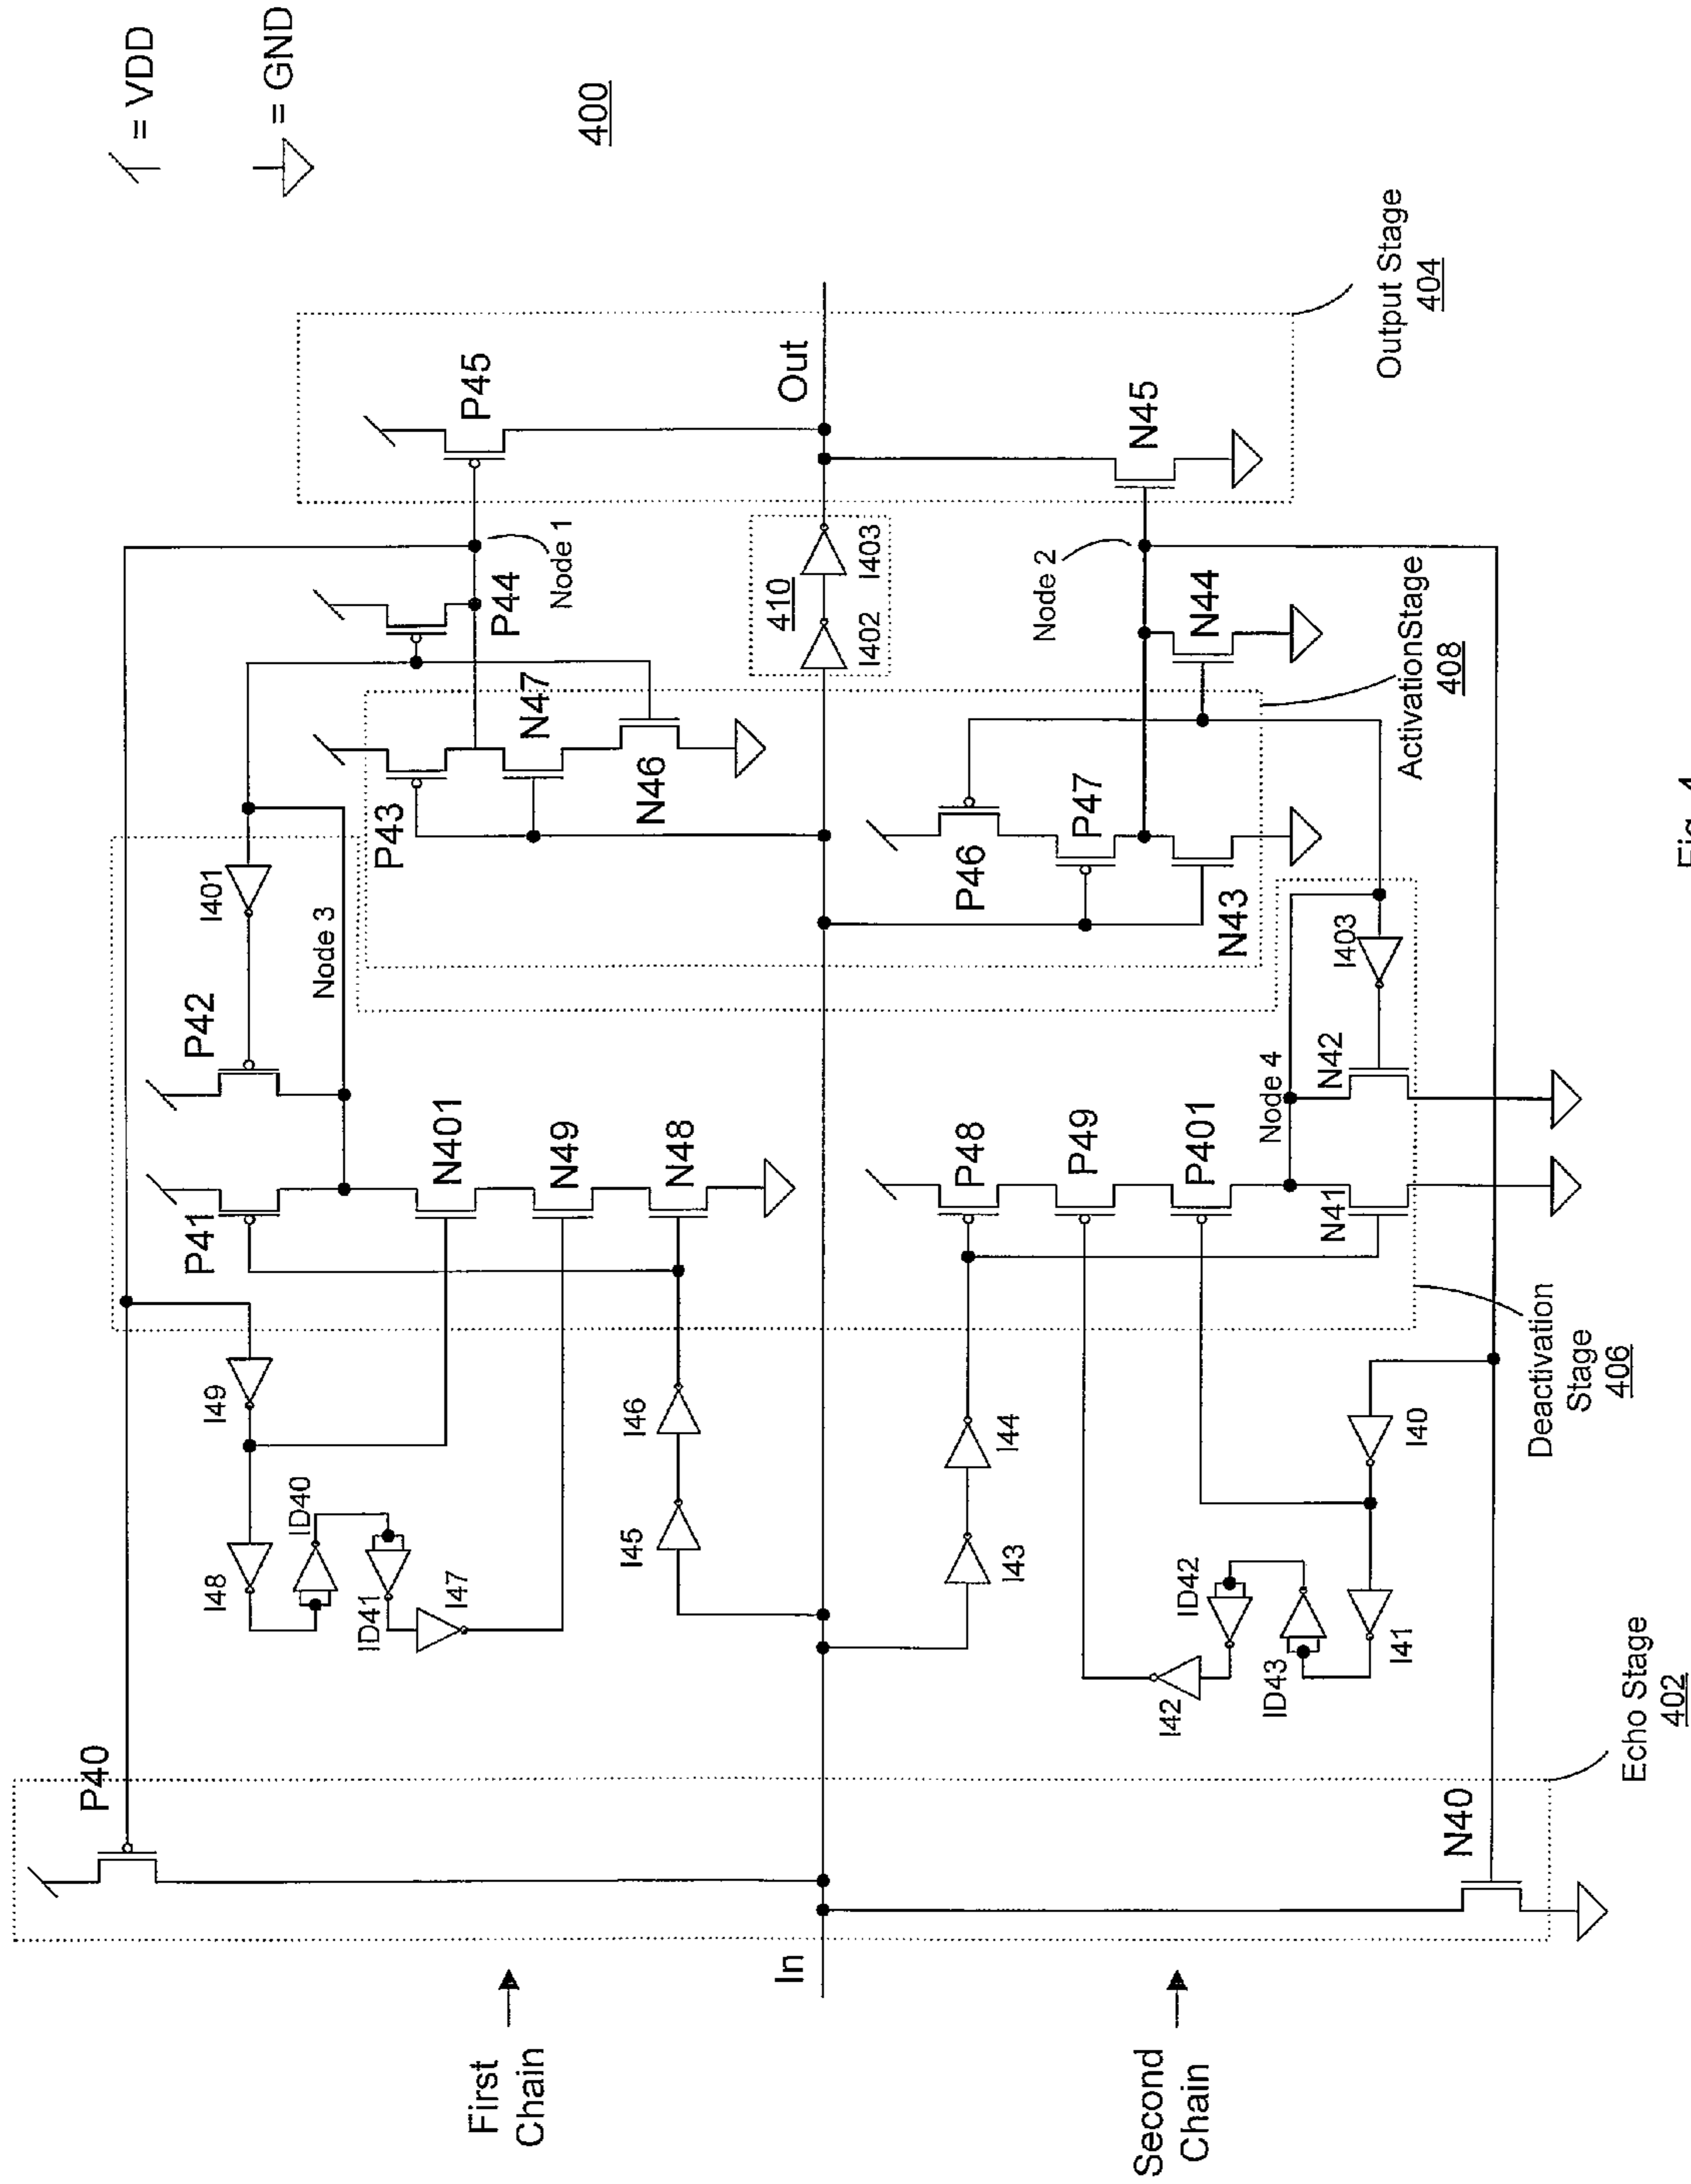 = VDD
= GND
400
First
Chain
Second
Chain
In
Out
P40
N40
Echo Stage
402
I49
I48
ID40
ID41
I47
I45
I46
I43
I44
ID42
I42
ID43
I41
I40
Deactivation
Stage
406
P41
P42
I401
Node 3
N401
N49
N48
P48
P49
P401
Node 4
N41
N42
I403
P43
N47
N46
P46
P47
N43
ActivationStage
408
P44
Node 1
410
I402
I403
Node 2
N44
P45
N45
Output Stage
404